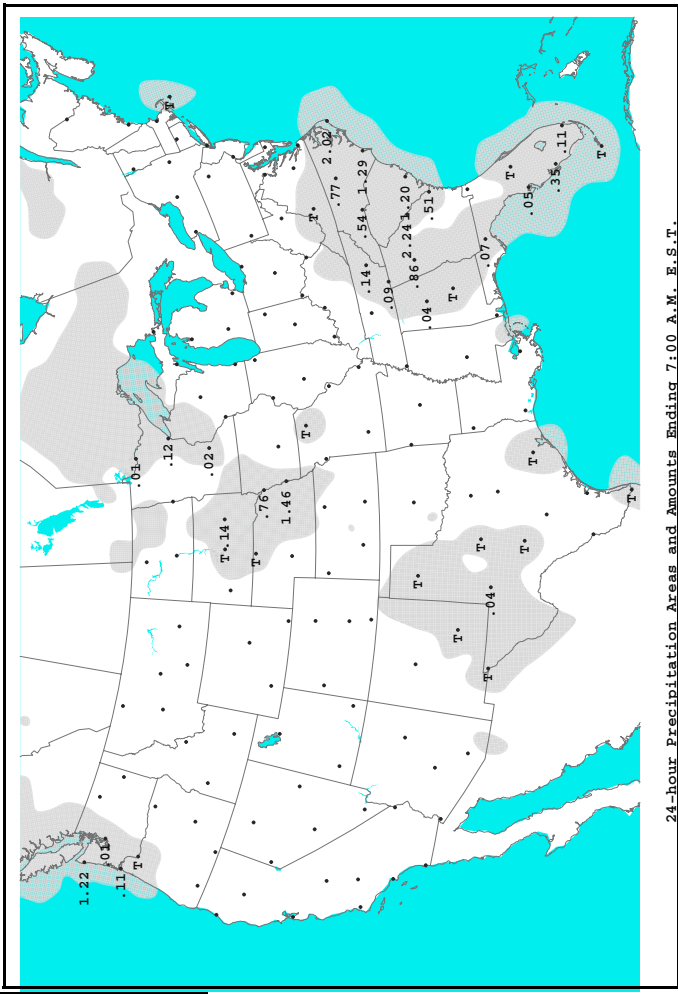 1.22
.01
.11
T
.01
.12
T
.02
T .14
T
.76
1.46
T
T
2.02
.77
.54 1.29
.14
.09
.86 2.24 1.20
T
.04 .51
T
T
T
.07
T
.04
T
T
.05
T
.35
.11
T
T
24-hour Precipitation Areas and Amounts Ending 7:00 A.M. E.S.T.